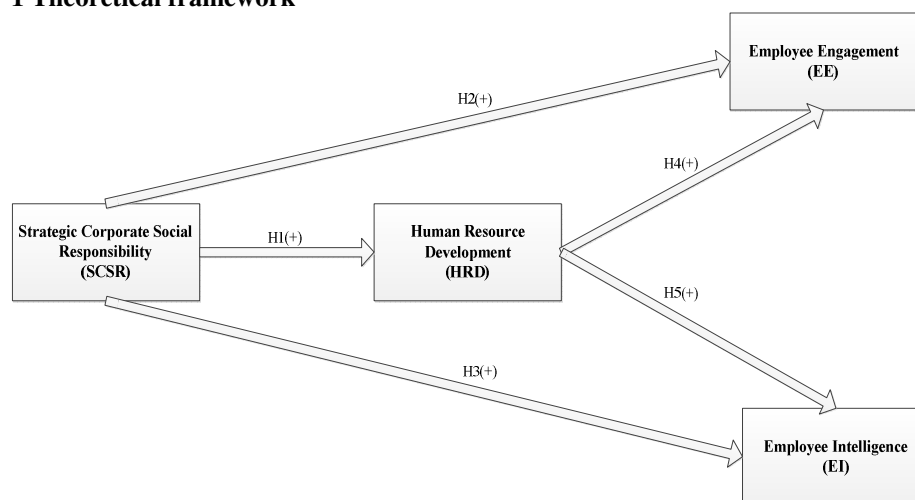 1 Theoretical framework
Employee Engagement
(EE)
H2(+)
H4(+)
Strategic Corporate Social
Responsibility
(SCSR)
H1(+)
Human Resource
Development
(HRD)
H5(+)
H3(+)
Employee Intelligence
(EI)